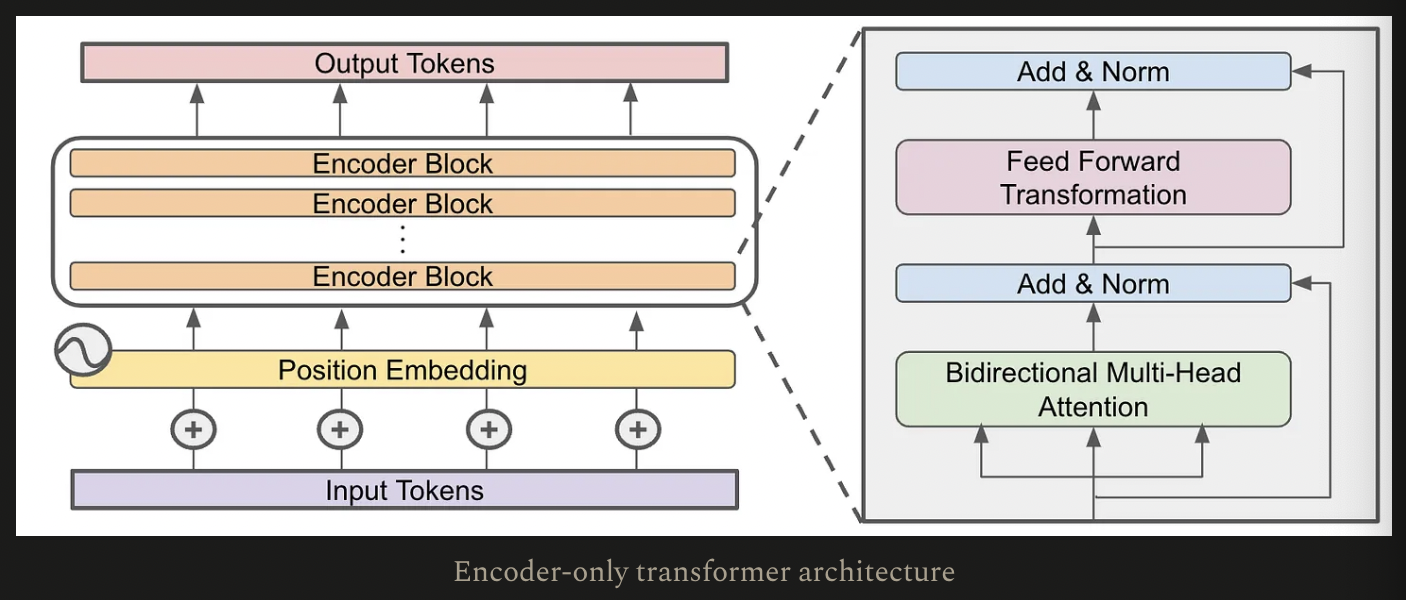 Output Tokens
Encoder Block
Encoder Block
Encoder Block
Position Embedding
Input Tokens
Add & Norm
Feed Forward
Transformation
Add & Norm
Bidirectional Multi-Head
Attention
Encoder-only transformer architecture